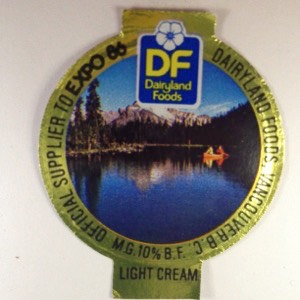 DF
Dairyland
Foods
OFFICIAL SUPPLIER TO EXPO 86
DAIRYLAND FOODS, VANCOUVER B.C.
M.G. 10% B.F.
LIGHT CREAM